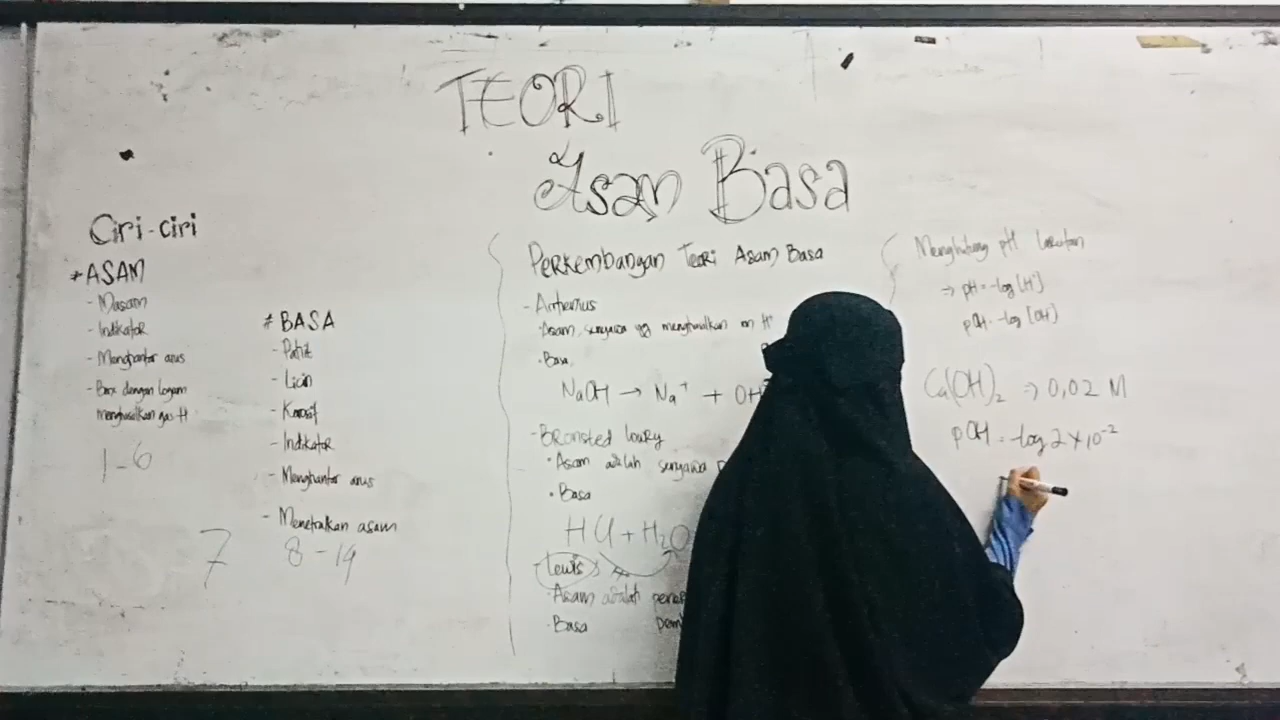 TEORI
Asam Basa
Ciri-ciri
*ASAM
- Masam
- Indikator
- Menghantar arus
- Basx dengan logam
menghasilkan gas H
1-6
7
# BASA
- Pahit
- Licin
- Korosif
- Indikator
- Menghantar arus
- Menetralkan asam
8-14
Perkembangan Teori Asam Basa
- Arrhenius
· Asam, senyawa yg menghasilkan ion H⁺
· Basa
NaOH → Na⁺ + OH
- Bronsted lowry
· Asam adalah senyawa
· Basa
HCl + H₂O
- Lewis
· Asam adalah
· Basa
Menghitung pH larutan
→ pH = -log [H⁺]
pOH = -log [OH]
Ca(OH)₂ → 0,02 M
pOH = -log 2 × 10⁻²